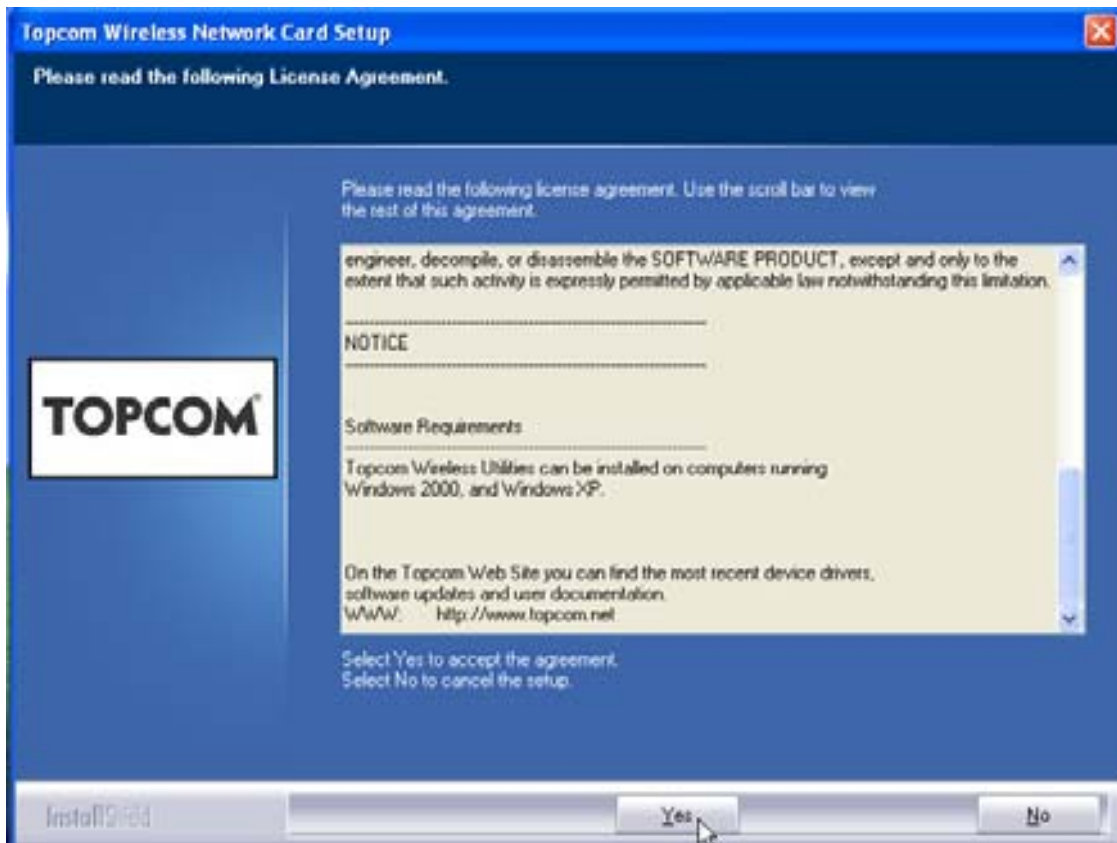 Topcom Wireless Network Card Setup
Please read the following License Agreement.
Please read the following license agreement. Use the scroll bar to view
the rest of this agreement.
engineer, decompile, or disassemble the SOFTWARE PRODUCT, except and only to the
extent that such activity is expressly permitted by applicable law notwithstanding this limitation.
NOTICE
Software Requirements
Topcom Wireless Utilities can be installed on computers running
Windows 2000, and Windows XP.
On the Topcom Web Site you can find the most recent device drivers,
software updates and user documentation.
WWW: http://www.topcom.net
TOPCOM®
Select Yes to accept the agreement.
Select No to cancel the setup.
InstallShield
Yes
No